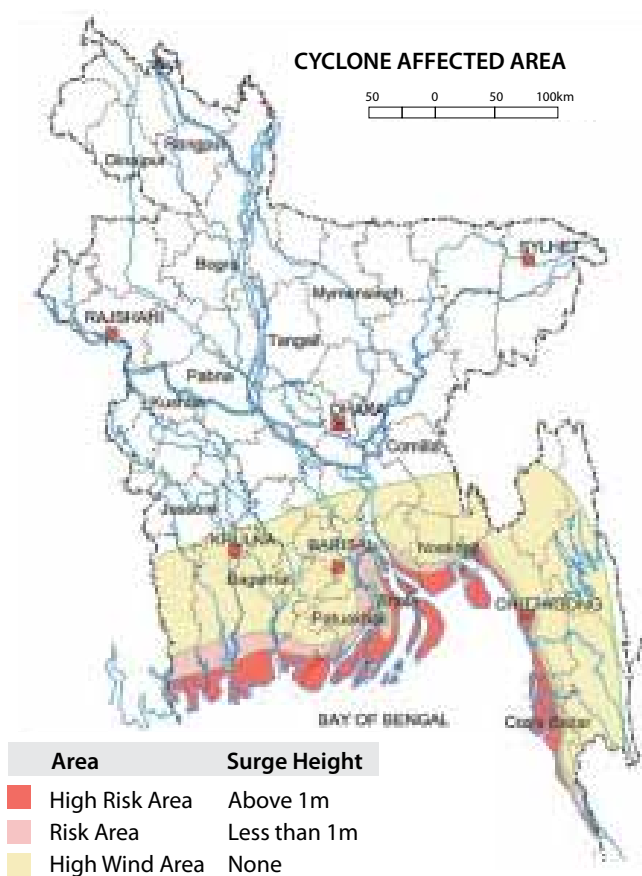 CYCLONE AFFECTED AREA
50 0 50 100km
Rangpur
Dinajpur
SYLHET
Bogra
Mymensingh
RAJSHAHI
Tangail
Pabna
Kushtia
DHAKA
Comilla
Jessore
KHULNA
BARISAL
Noakhali
Bagerhat
Patuakhali
CHITTAGONG
BAY OF BENGAL
Cox's Bazar
Area Surge Height
High Risk Area Above 1m
Risk Area Less than 1m
High Wind Area None